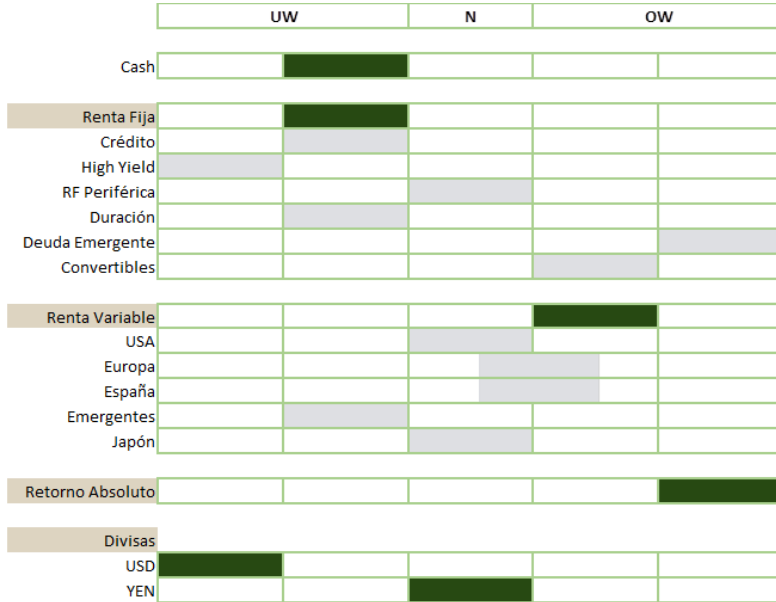 UW N OW
Cash
Renta Fija
Crédito
High Yield
RF Periférica
Duración
Deuda Emergente
Convertibles
Renta Variable
USA
Europa
España
Emergentes
Japón
Retorno Absoluto
Divisas
USD
YEN